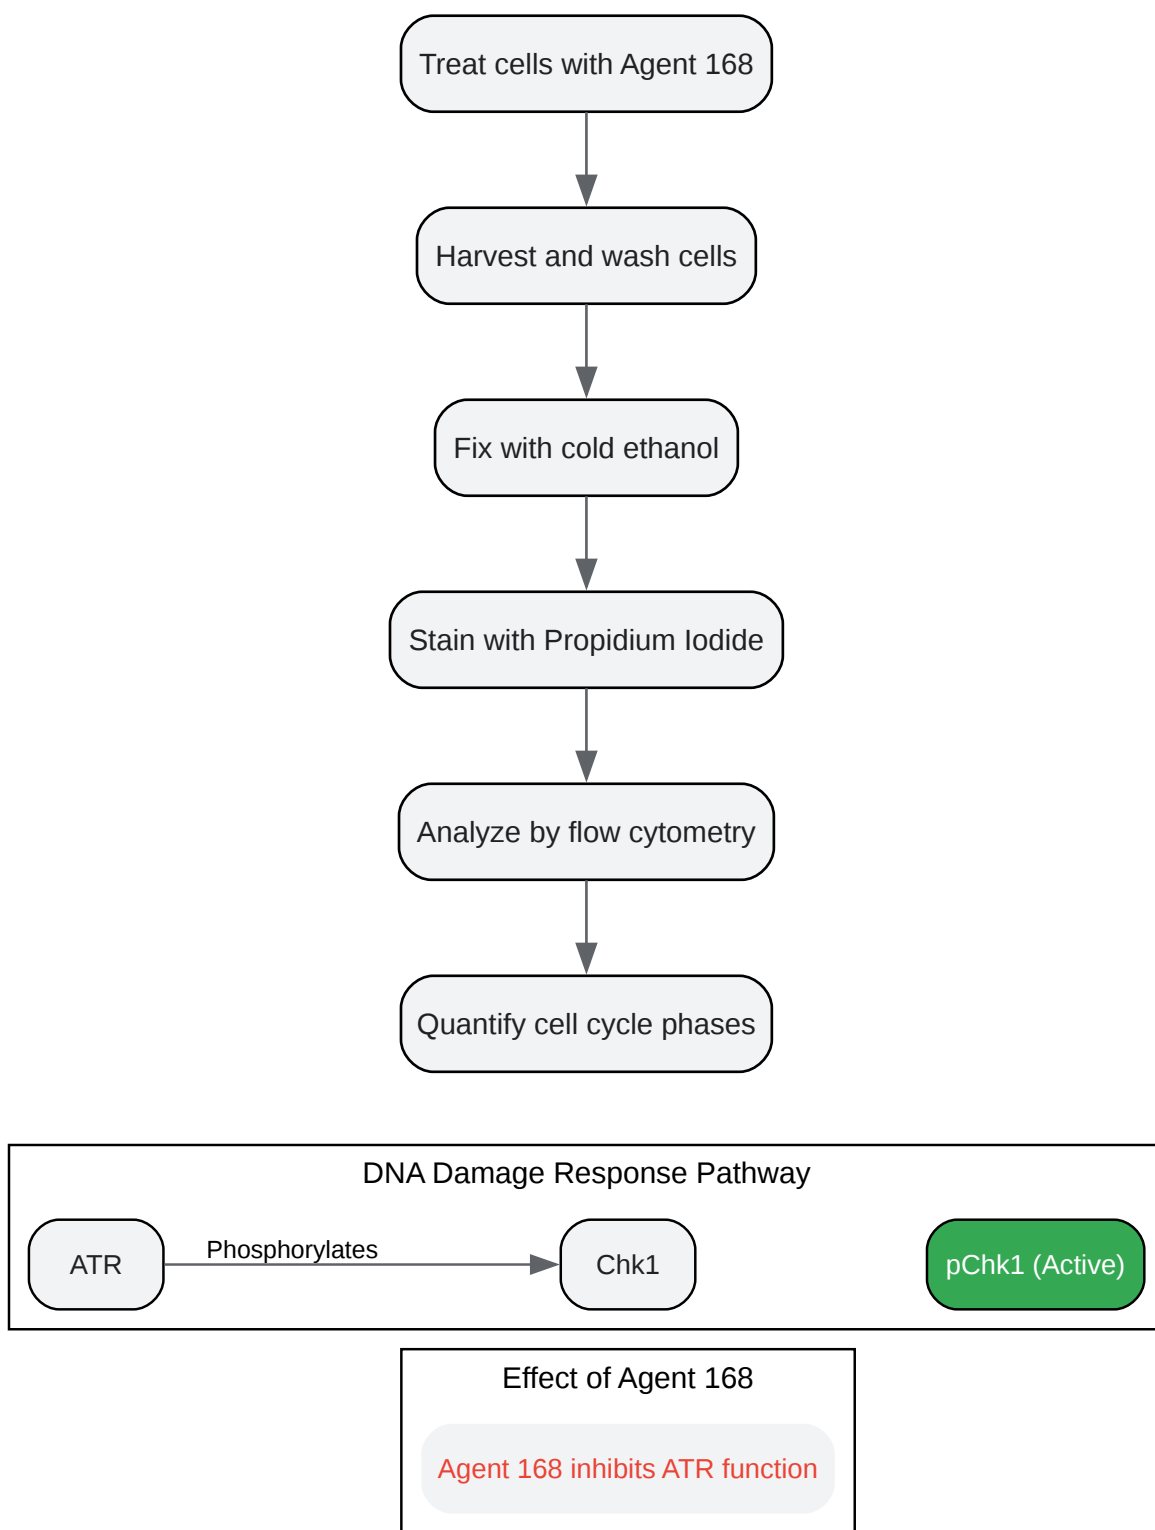 Treat cells with Agent 168
Harvest and wash cells
Fix with cold ethanol
Stain with Propidium Iodide
Analyze by flow cytometry
Quantify cell cycle phases
DNA Damage Response Pathway
ATR
Phosphorylates
Chk1
pChk1 (Active)
Effect of Agent 168
Agent 168 inhibits ATR function